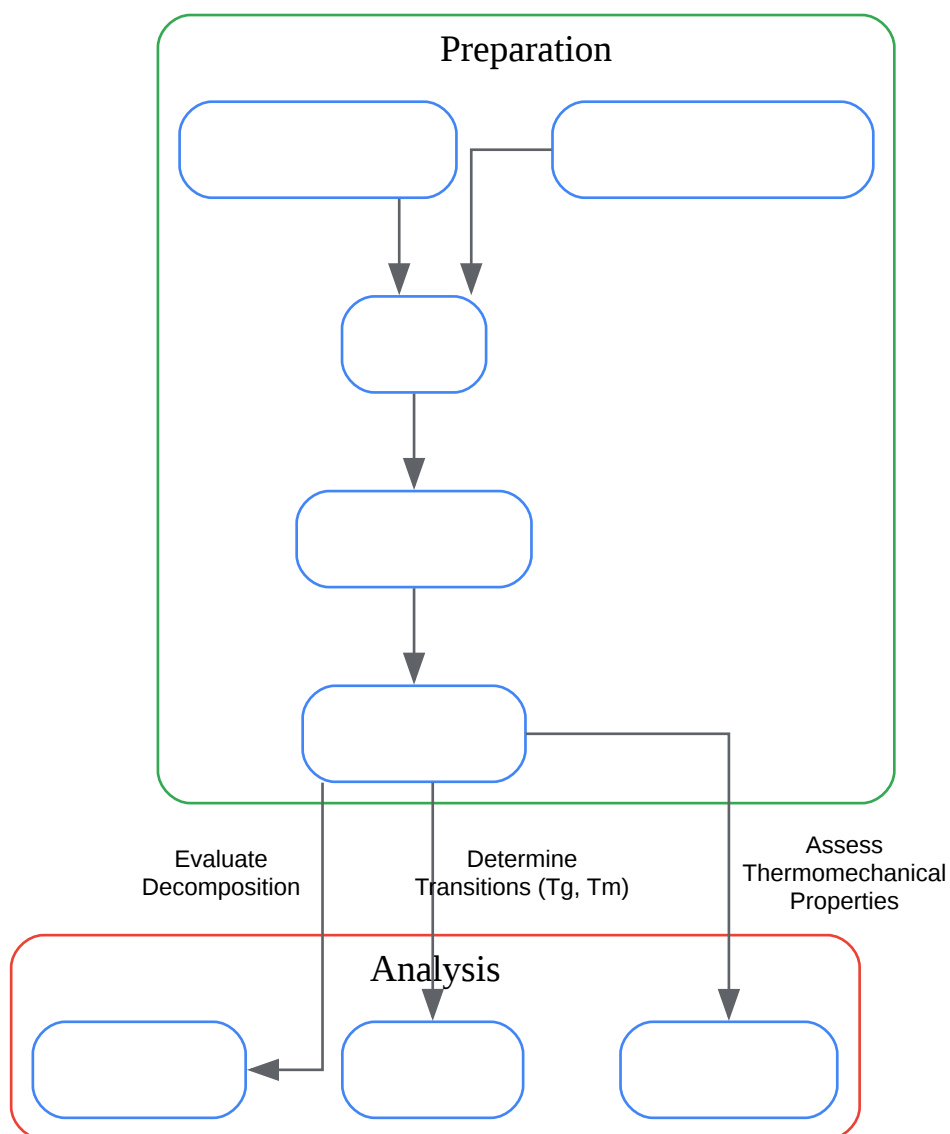 Preparation
Evaluate
Decomposition
Determine
Transitions (Tg, Tm)
Assess
Thermomechanical
Properties
Analysis